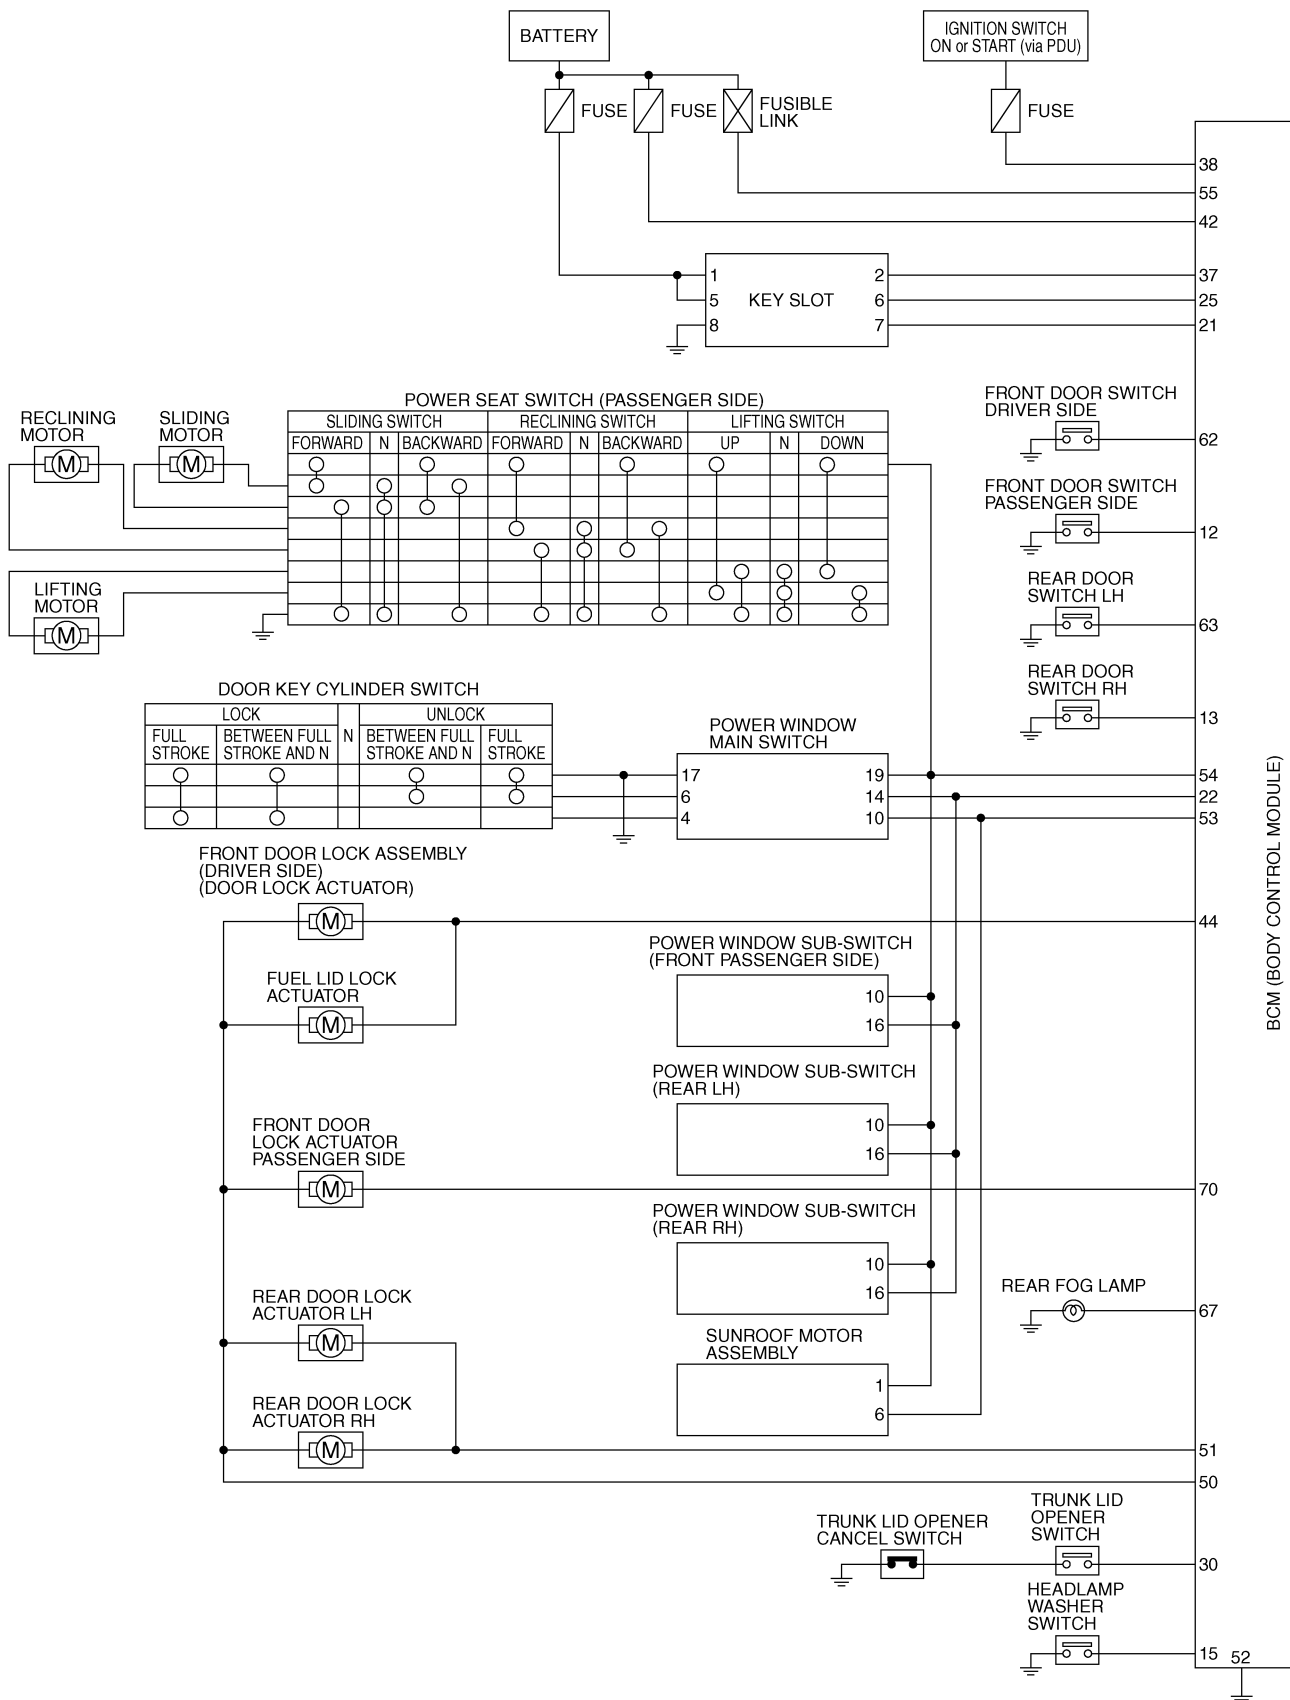 BATTERY
IGNITION SWITCH
ON or START (via PDU)
FUSE
FUSE
FUSIBLE
LINK
FUSE
38
55
42
1
2
37
5
KEY SLOT
6
25
8
7
21
POWER SEAT SWITCH (PASSENGER SIDE)
SLIDING SWITCH
RECLINING SWITCH
LIFTING SWITCH
FORWARD
N
BACKWARD
FORWARD
N
BACKWARD
UP
N
DOWN
RECLINING
MOTOR
M
SLIDING
MOTOR
M
LIFTING
MOTOR
M
FRONT DOOR SWITCH
DRIVER SIDE
62
FRONT DOOR SWITCH
PASSENGER SIDE
12
REAR DOOR
SWITCH LH
63
REAR DOOR
SWITCH RH
13
DOOR KEY CYLINDER SWITCH
LOCK
N
UNLOCK
FULL
STROKE
BETWEEN FULL
STROKE AND N
BETWEEN FULL
STROKE AND N
FULL
STROKE
POWER WINDOW
MAIN SWITCH
17
19
54
6
14
22
4
10
53
BCM (BODY CONTROL MODULE)
FRONT DOOR LOCK ASSEMBLY
(DRIVER SIDE)
(DOOR LOCK ACTUATOR)
M
44
FUEL LID LOCK
ACTUATOR
M
POWER WINDOW SUB-SWITCH
(FRONT PASSENGER SIDE)
10
16
POWER WINDOW SUB-SWITCH
(REAR LH)
10
16
FRONT DOOR
LOCK ACTUATOR
PASSENGER SIDE
M
70
POWER WINDOW SUB-SWITCH
(REAR RH)
10
16
REAR FOG LAMP
67
REAR DOOR LOCK
ACTUATOR LH
M
SUNROOF MOTOR
ASSEMBLY
1
6
REAR DOOR LOCK
ACTUATOR RH
M
51
50
TRUNK LID OPENER
CANCEL SWITCH
TRUNK LID
OPENER
SWITCH
30
HEADLAMP
WASHER
SWITCH
15
52